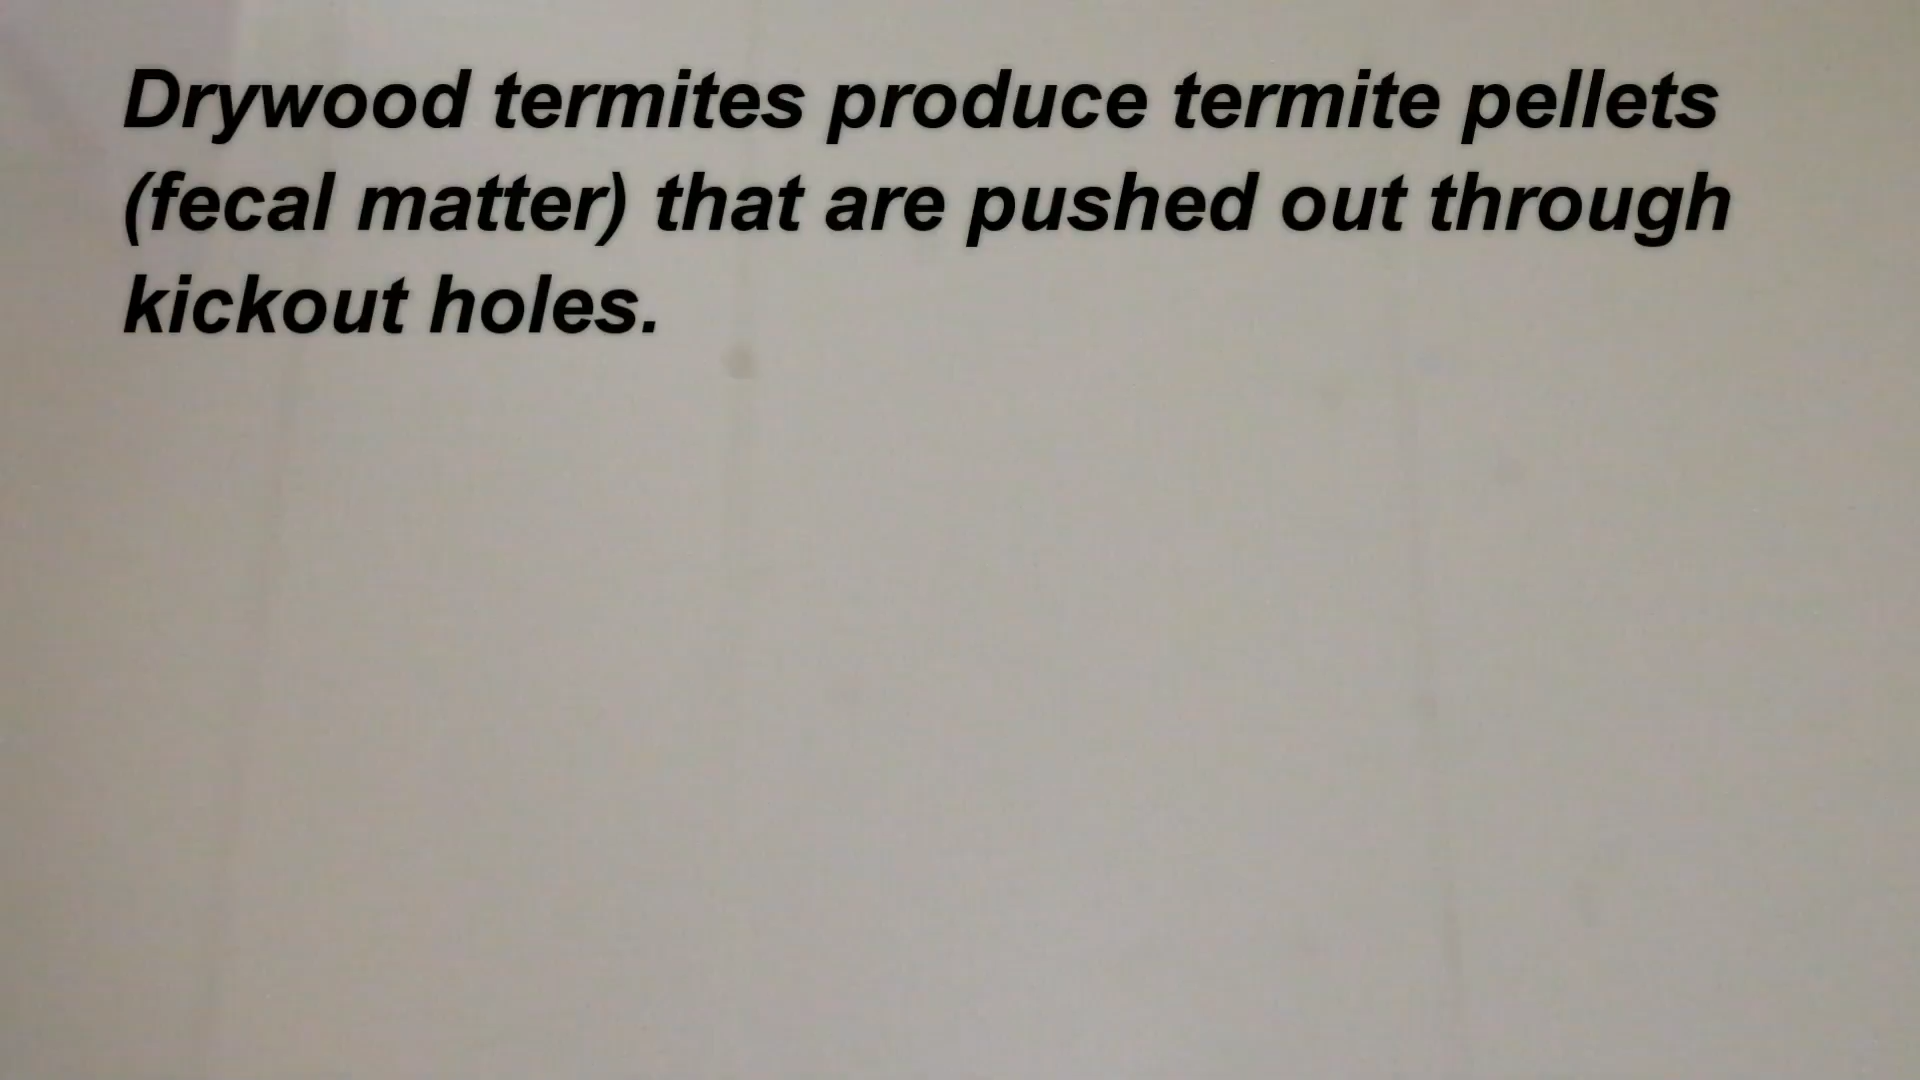 Drywood termites produce termite pellets
(fecal matter) that are pushed out through
kickout holes.